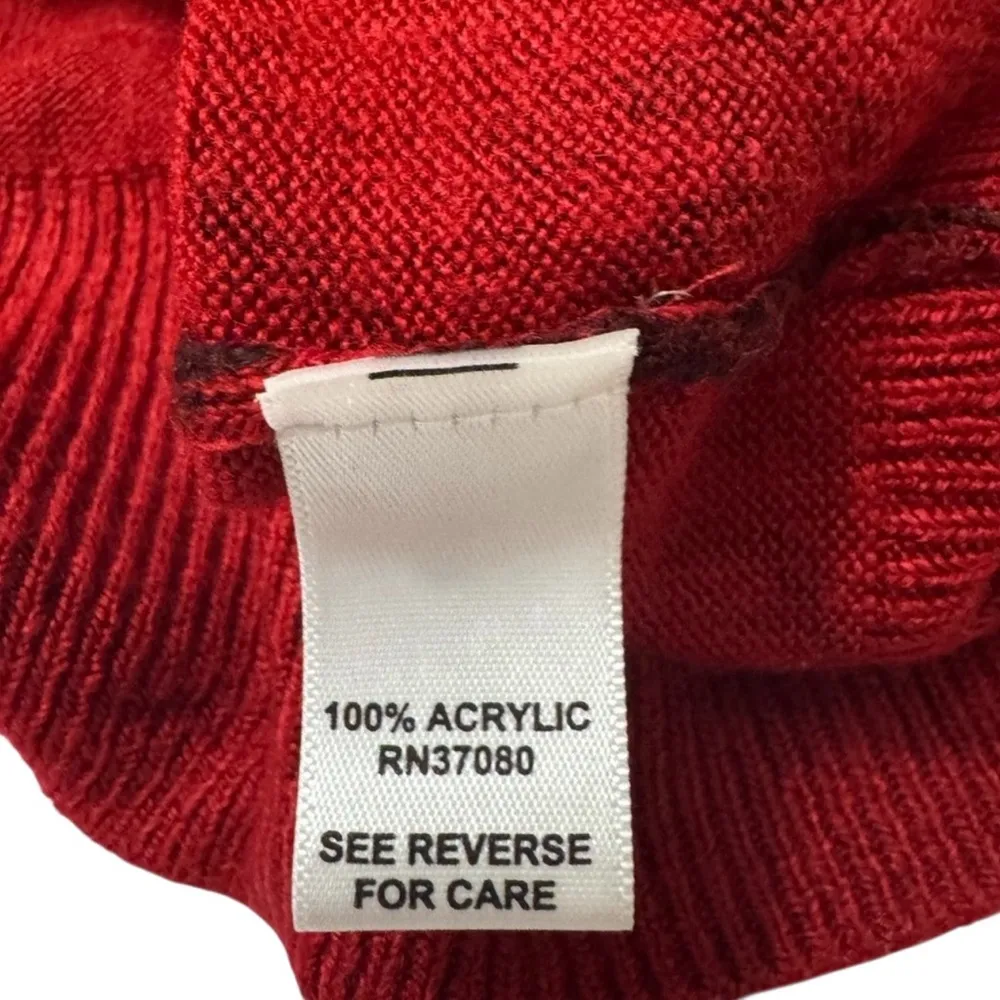 100% ACRYLIC
RN37080
SEE REVERSE
FOR CARE